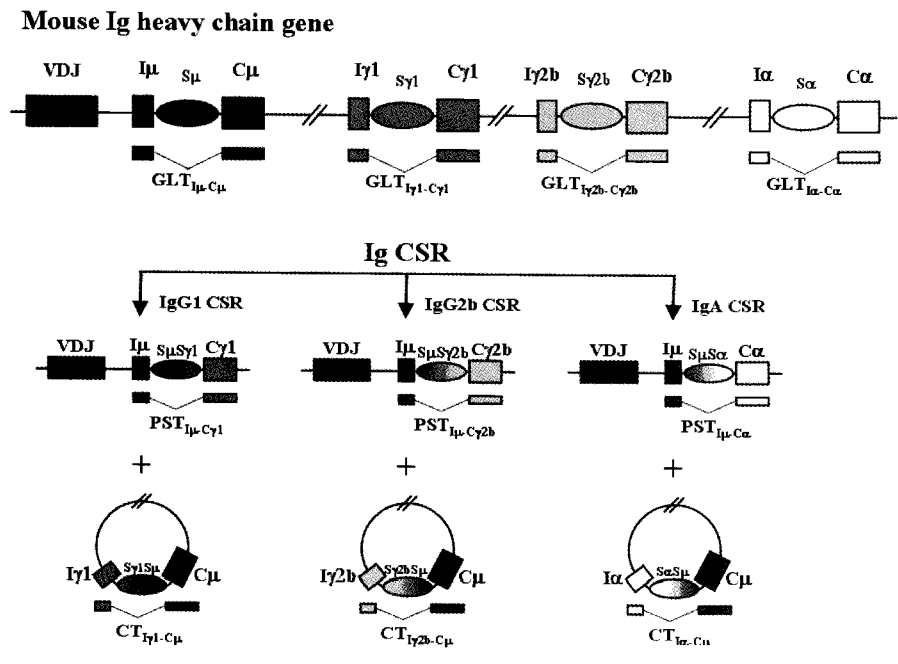 Mouse Ig heavy chain gene
VDJ Iμ Sμ Cμ Iγ1 Sγ1 Cγ1 Iγ2b Sγ2b Cγ2b Iα Sα Cα
GLTIμ-Cμ GLTIγ1-Cγ1 GLTIγ2b-Cγ2b GLTIα-Cα
Ig CSR
IgG1 CSR IgG2b CSR IgA CSR
VDJ Iμ SμSγ1 Cγ1 VDJ Iμ SμSγ2b Cγ2b VDJ Iμ SμSα Cα
PSTIμ-Cγ1 PSTIμ-Cγ2b PSTIμ-Cα
+ + +
Iγ1 Sγ1Sμ Cμ Iγ2b Sγ2bSμ Cμ Iα SαSμ Cμ
CTIγ1-Cμ CTIγ2b-Cμ CTIα-Cμ